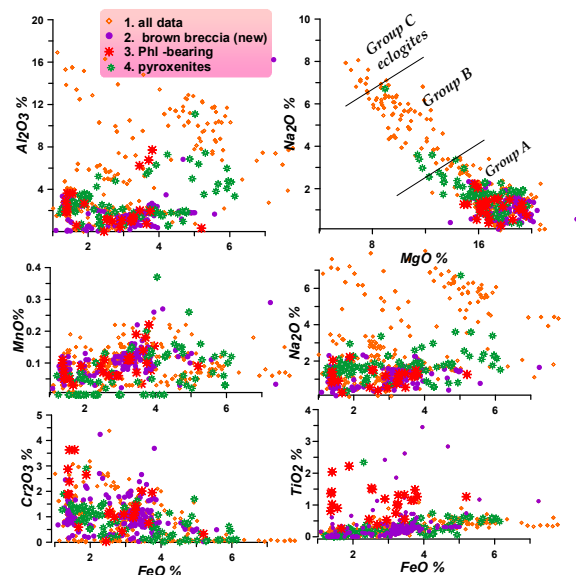 1. all data
2. brown breccia (new)
3. Phl -bearing
4. pyroxenites
Al2O3 %
20
16
12
8
4
2
4
6
Na2O %
10
8
6
4
2
8
16
MgO %
Group C
eclogites
Group B
Group A
MnO%
0.4
0.3
0.2
0.1
2
4
6
Na2O %
6
4
2
2
4
6
Cr2O3 %
5
4
3
2
1
0
2
4
6
FeO %
TiO2 %
4
3
2
1
0
2
4
6
FeO %